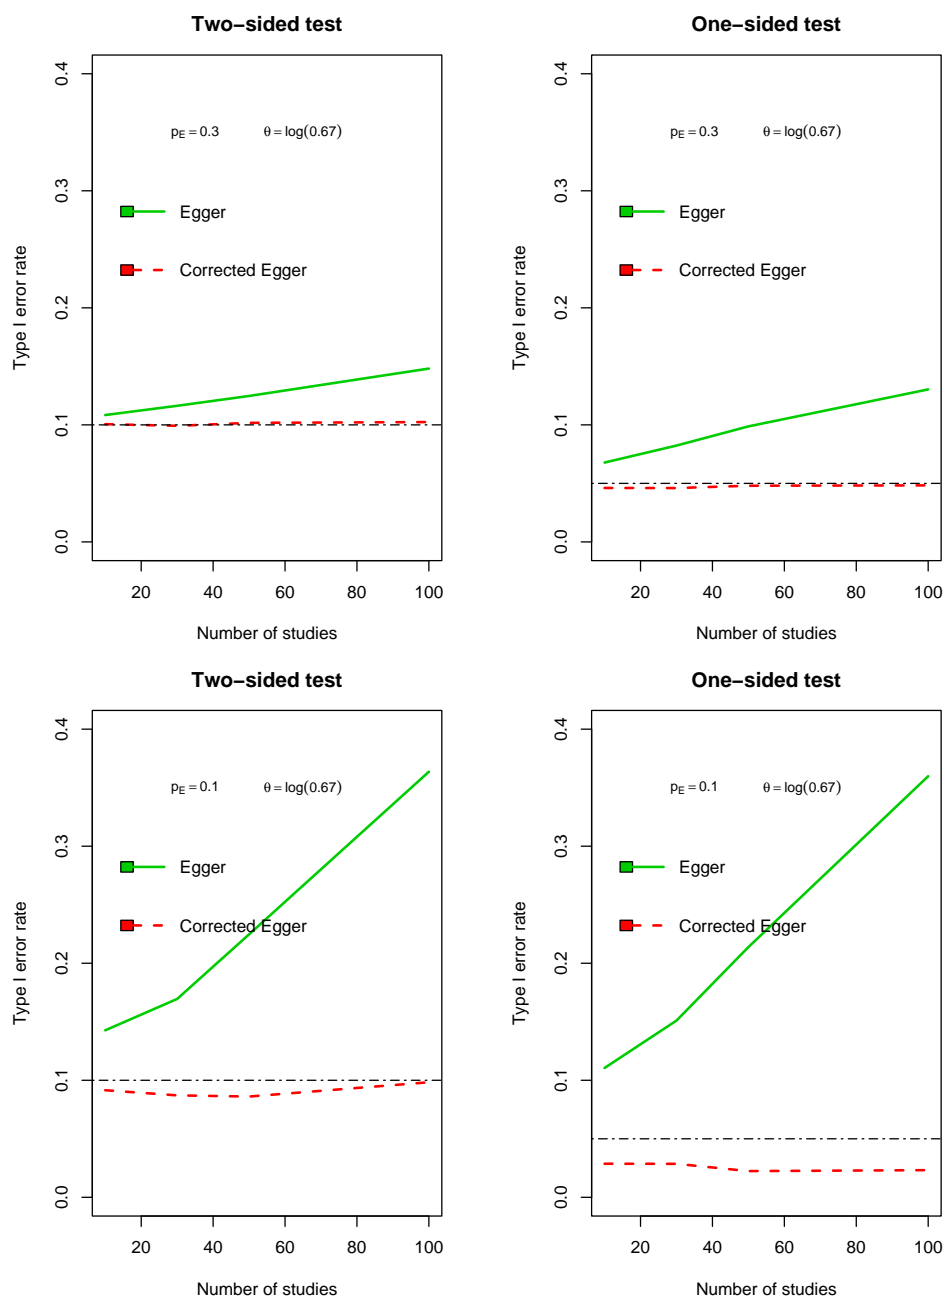 Two−sided test
Type I error rate
0.4
0.3
0.2
0.1
0.0
pE = 0.3 θ = log(0.67)
Egger
Corrected Egger
20 40 60 80 100
Number of studies
One−sided test
Type I error rate
0.4
0.3
0.2
0.1
0.0
pE = 0.3 θ = log(0.67)
Egger
Corrected Egger
20 40 60 80 100
Number of studies
Two−sided test
Type I error rate
0.4
0.3
0.2
0.1
0.0
pE = 0.1 θ = log(0.67)
Egger
Corrected Egger
20 40 60 80 100
Number of studies
One−sided test
Type I error rate
0.4
0.3
0.2
0.1
0.0
pE = 0.1 θ = log(0.67)
Egger
Corrected Egger
20 40 60 80 100
Number of studies